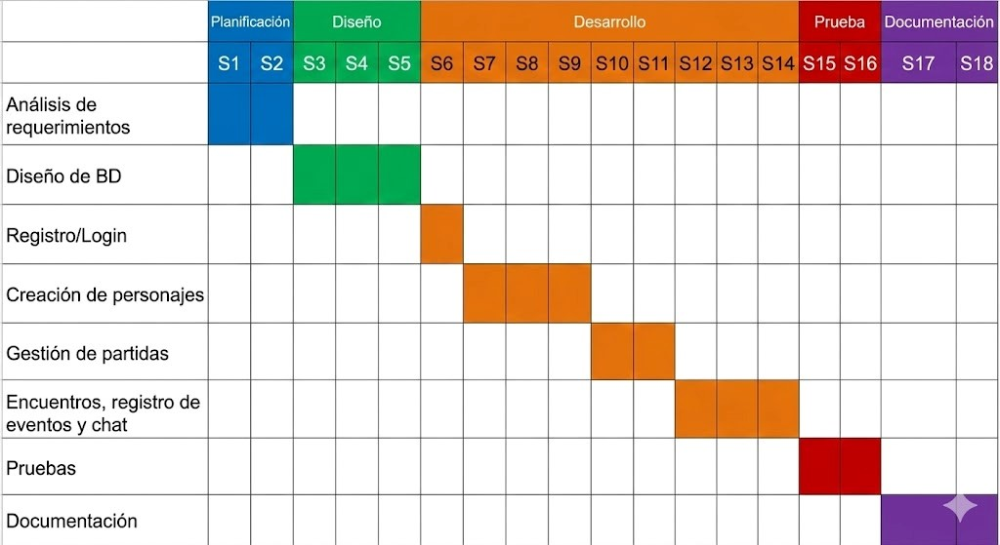 Planificación Diseño Desarrollo Prueba Documentación
S1 S2 S3 S4 S5 S6 S7 S8 S9 S10 S11 S12 S13 S14 S15 S16 S17 S18
Análisis de
requerimientos
Diseño de BD
Registro/Login
Creación de personajes
Gestión de partidas
Encuentros, registro de
eventos y chat
Pruebas
Documentación